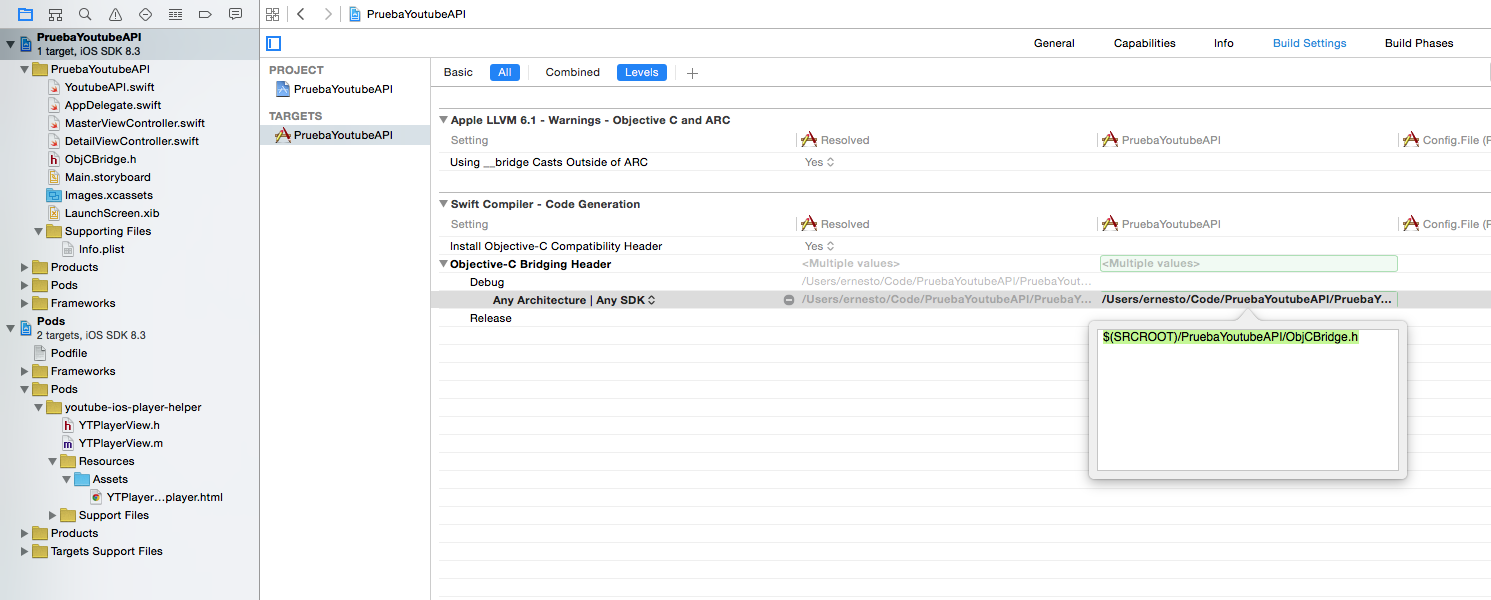 PruebaYoutubeAPI
PruebaYoutubeAPI
1 target, iOS SDK 8.3
PruebaYoutubeAPI
YoutubeAPI.swift
AppDelegate.swift
MasterViewController.swift
DetailViewController.swift
ObjCBridge.h
Main.storyboard
Images.xcassets
LaunchScreen.xib
Supporting Files
Info.plist
Products
Pods
Frameworks
Pods
2 targets, iOS SDK 8.3
Podfile
Frameworks
Pods
youtube-ios-player-helper
YTPlayerView.h
YTPlayerView.m
Resources
Assets
YTPlayer...player.html
Support Files
Products
Targets Support Files
PROJECT
PruebaYoutubeAPI
TARGETS
PruebaYoutubeAPI
General Capabilities Info Build Settings Build Phases
Basic All Combined Levels
Apple LLVM 6.1 - Warnings - Objective C and ARC
Setting Resolved PruebaYoutubeAPI Config.File (P
Using __bridge Casts Outside of ARC Yes
Swift Compiler - Code Generation
Setting Resolved PruebaYoutubeAPI Config.File (P
Install Objective-C Compatibility Header Yes
Objective-C Bridging Header <Multiple values> <Multiple values>
Debug /Users/ernesto/Code/PruebaYoutubeAPI/PruebaYout...
Any Architecture | Any SDK /Users/ernesto/Code/PruebaYoutubeAPI/PruebaY... /Users/ernesto/Code/PruebaYoutubeAPI/PruebaY...
Release
$(SRCROOT)/PruebaYoutubeAPI/ObjCBridge.h